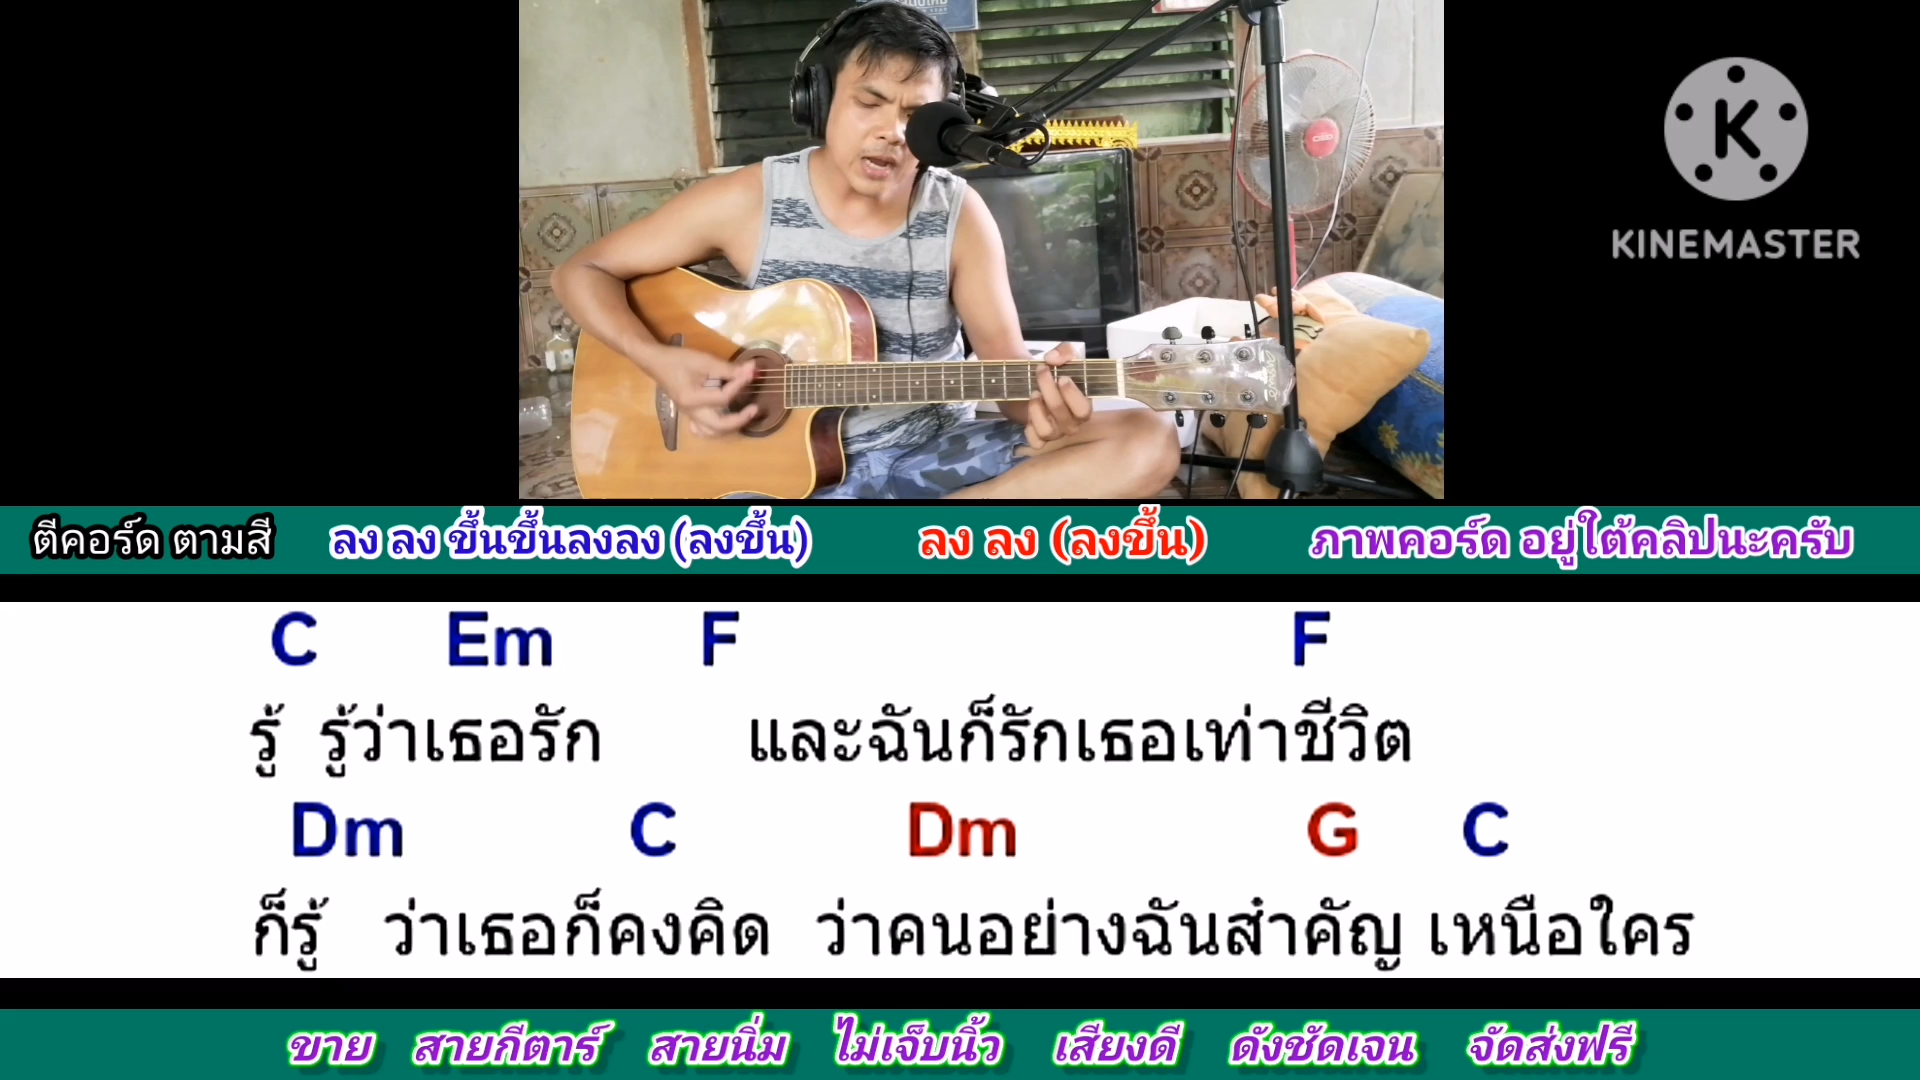 KINEMASTER
ตีคอร์ด ตามสี ลง ลง ขึ้นขึ้นลงลง (ลงขึ้น) ลง ลง (ลงขึ้น) ภาพคอร์ด อยู่ใต้คลิปนะครับ
C Em F F
รู้ รู้ว่าเธอรัก และฉันก็รักเธอเท่าชีวิต
Dm C Dm G C
ก็รู้ ว่าเธอก็คงคิด ว่าคนอย่างฉันสำคัญ เหนือใคร
ขาย สายกีตาร์ สายนิ่ม ไม่เจ็บนิ้ว เสียงดี ดังชัดเจน จัดส่งฟรี